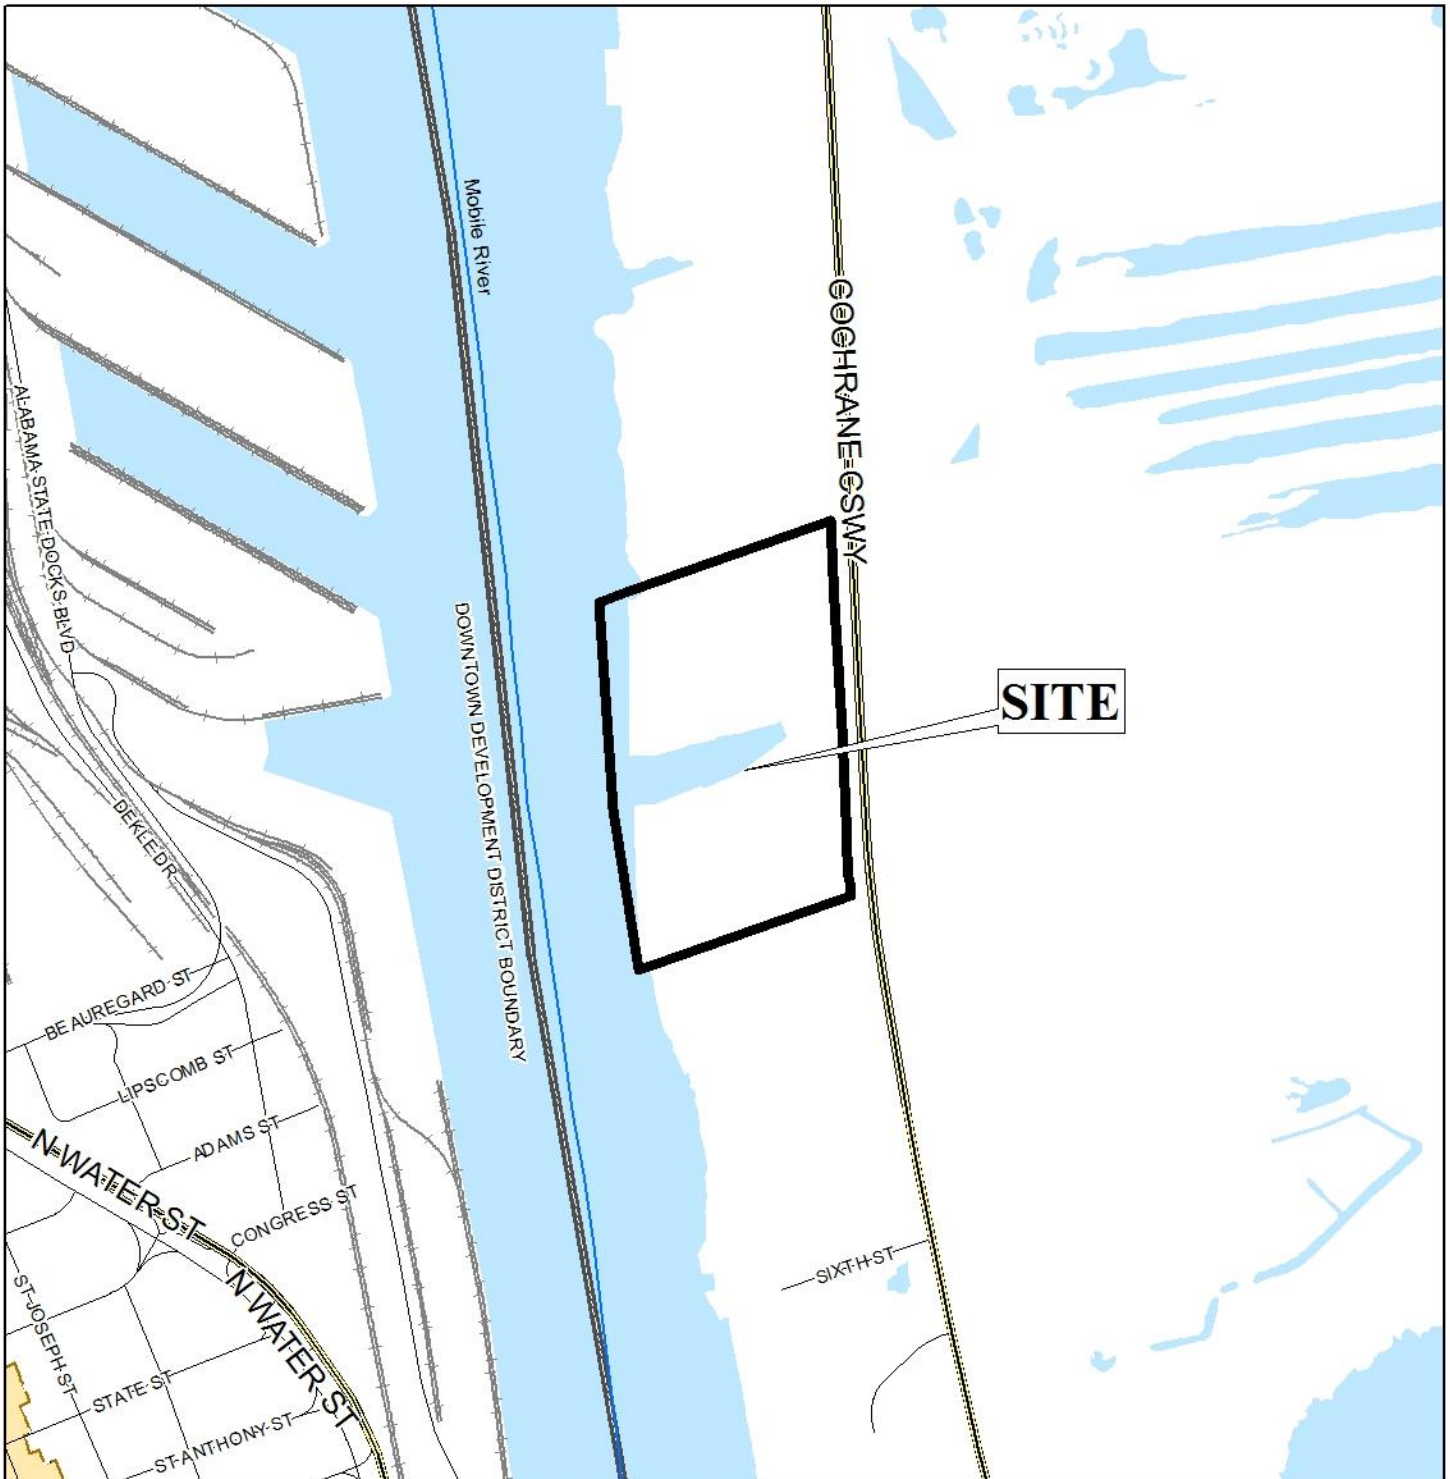 Mobile River
COCHRANE CSWY
ALABAMA STATE DOCKS BLVD
DOWNTOWN DEVELOPMENT DISTRICT BOUNDARY
SITE
DEKLE DR
BEAUREGARD ST
LIPSCOMB ST
ADAMS ST
N WATER ST
CONGRESS ST
SIXTH ST
N WATER ST
ST JOSEPH ST
STATE ST
ST ANTHONY ST